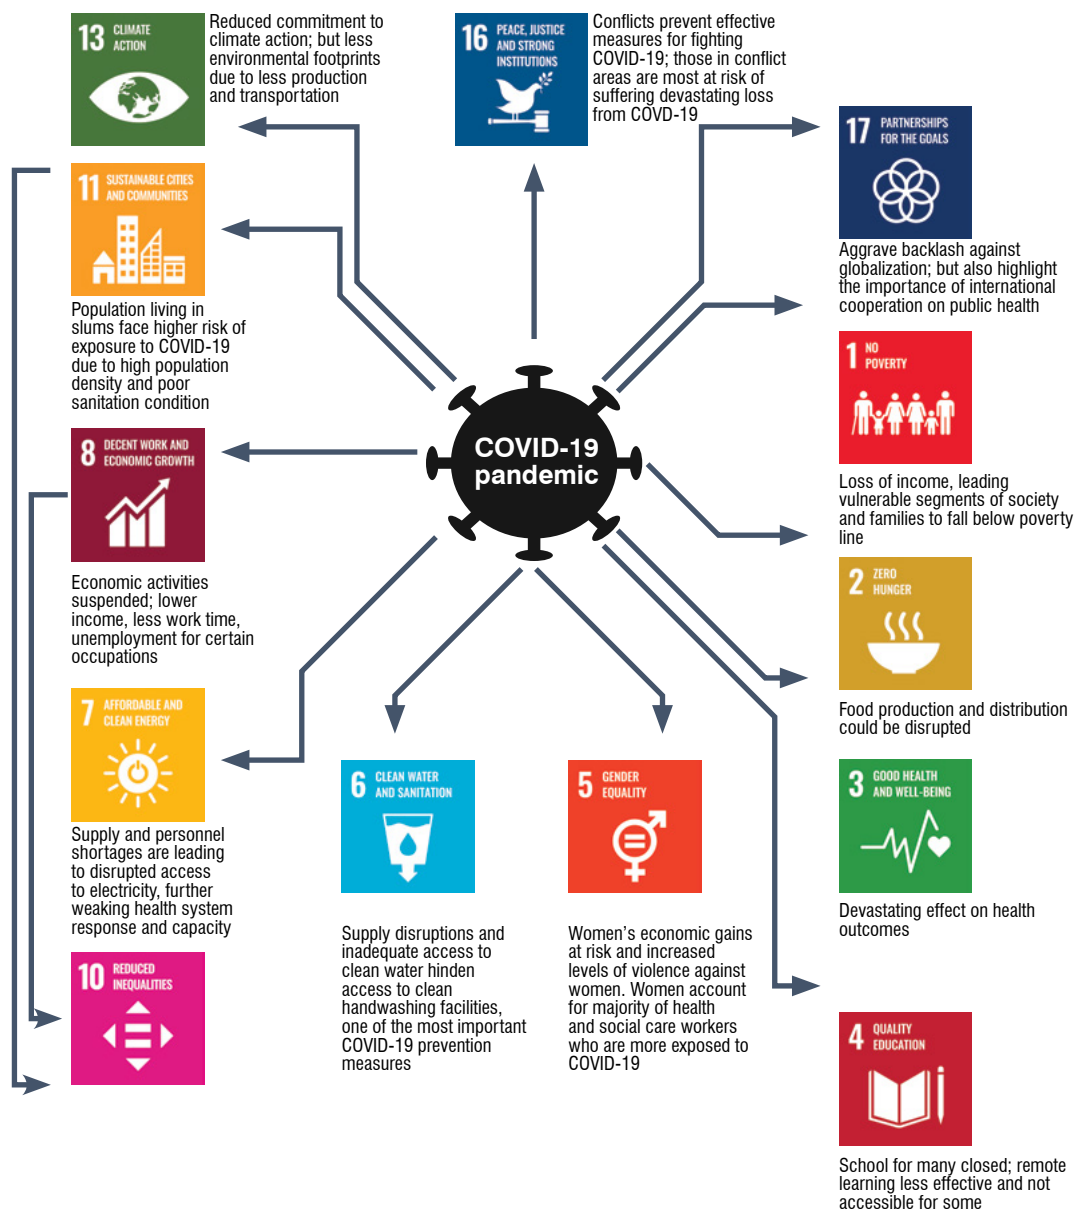 13 CLIMATE
ACTION
Reduced commitment to
climate action; but less
environmental footprints
due to less production
and transportation
16 PEACE, JUSTICE
AND STRONG
INSTITUTIONS
Conflicts prevent effective
measures for fighting
COVID-19; those in conflict
areas are most at risk of
suffering devastating loss
from COVD-19
17 PARTNERSHIPS
FOR THE GOALS
Aggrave backlash against
globalization; but also highlight
the importance of international
cooperation on public health
11 SUSTAINABLE CITIES
AND COMMUNITIES
Population living in
slums face higher risk of
exposure to COVID-19
due to high population
density and poor
sanitation condition
1 NO
POVERTY
Loss of income, leading
vulnerable segments of society
and families to fall below poverty
line
COVID-19
pandemic
8 DECENT WORK AND
ECONOMIC GROWTH
Economic activities
suspended; lower
income, less work time,
unemployment for certain
occupations
2 ZERO
HUNGER
Food production and distribution
could be disrupted
7 AFFORDABLE AND
CLEAN ENERGY
Supply and personnel
shortages are leading
to disrupted access
to electricity, further
weaking health system
response and capacity
6 CLEAN WATER
AND SANITATION
Supply disruptions and
inadequate access to
clean water hinden
access to clean
handwashing facilities,
one of the most important
COVID-19 prevention
measures
5 GENDER
EQUALITY
Women's economic gains
at risk and increased
levels of violence against
women. Women account
for majority of health
and social care workers
who are more exposed to
COVID-19
3 GOOD HEALTH
AND WELL-BEING
Devastating effect on health
outcomes
10 REDUCED
INEQUALITIES
4 QUALITY
EDUCATION
School for many closed; remote
learning less effective and not
accessible for some